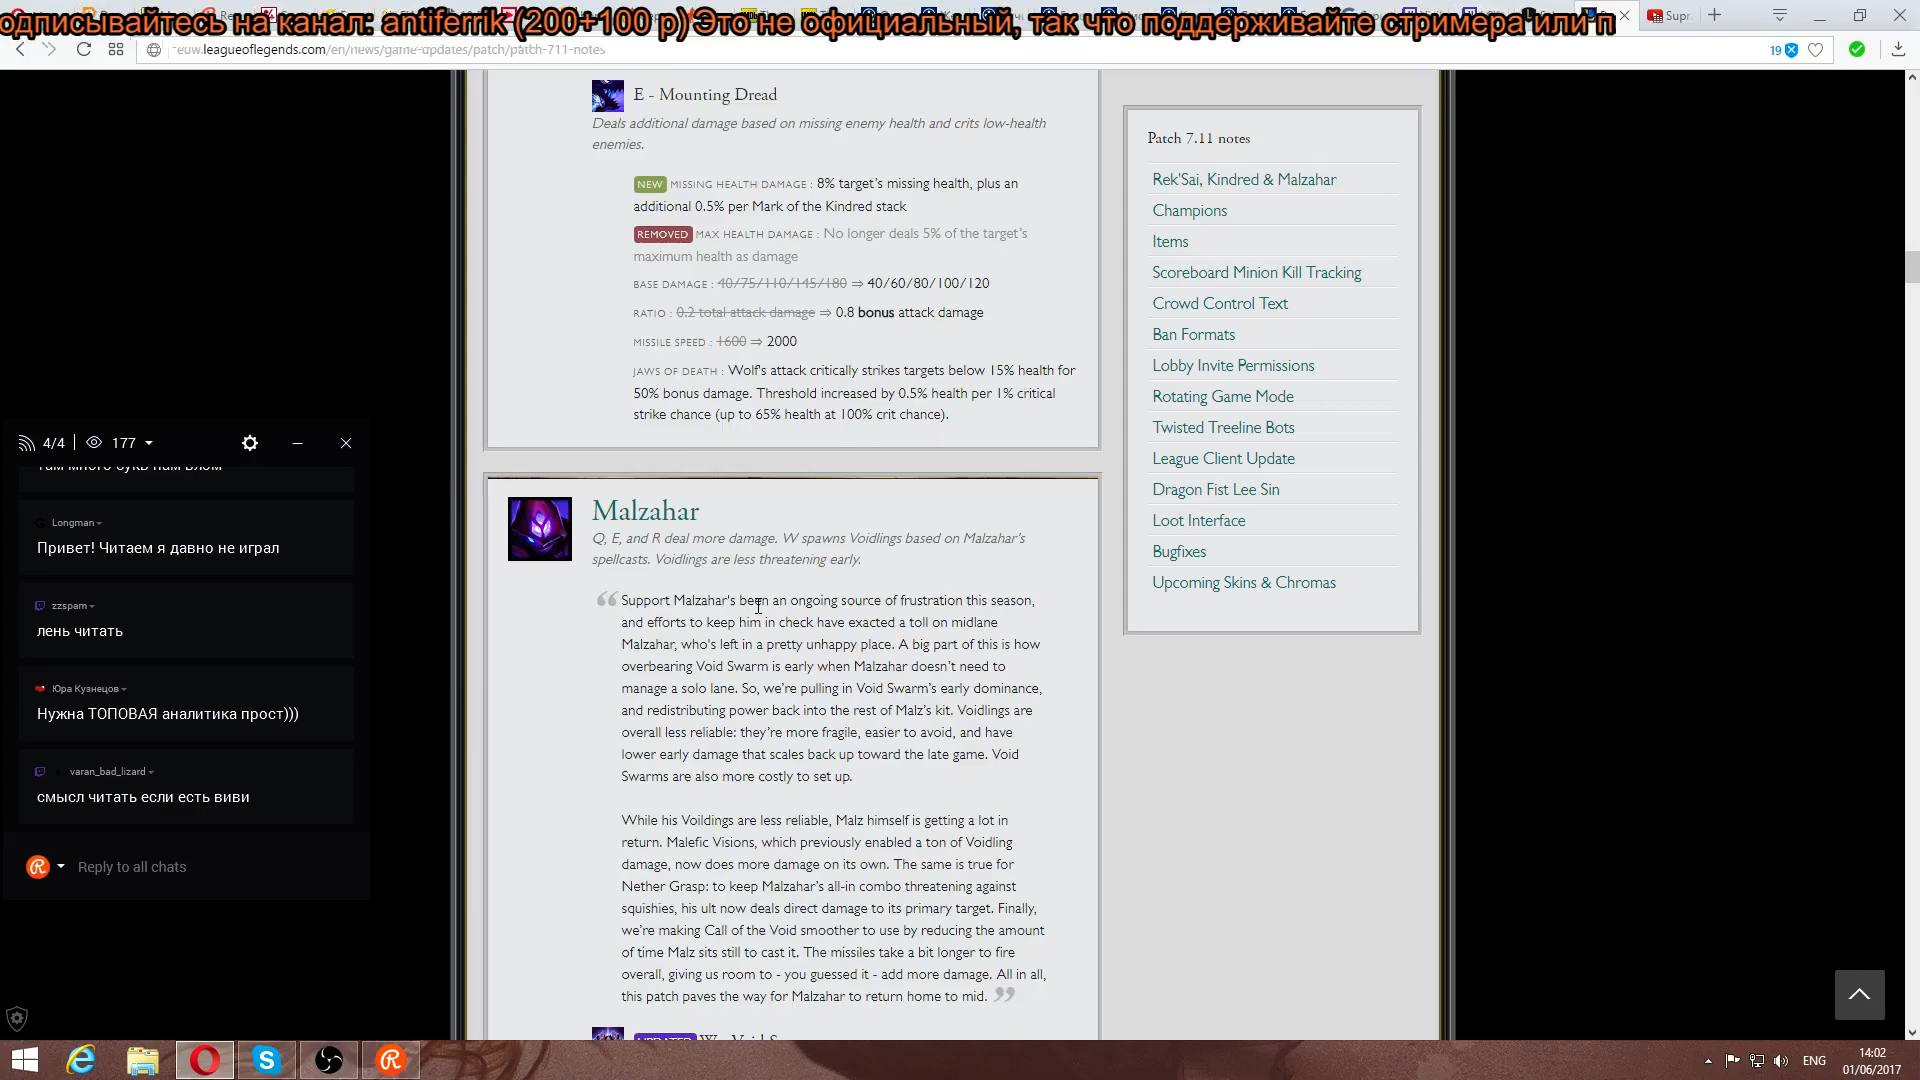 одписывайтесь на канал: antiferrik (200+100 р) Это не официальный, так что поддерживайте стримера или п
euw.leagueoflegends.com/en/news/game-updates/patch/patch-711-notes
19
E - Mounting Dread
Deals additional damage based on missing enemy health and crits low-health
enemies.
NEW MISSING HEALTH DAMAGE : 8% target's missing health, plus an
additional 0.5% per Mark of the Kindred stack
REMOVED MAX HEALTH DAMAGE : No longer deals 5% of the target's
maximum health as damage
BASE DAMAGE : 40/75/110/145/180 ⇒ 40/60/80/100/120
RATIO : 0.2 total attack damage ⇒ 0.8 bonus attack damage
MISSILE SPEED : 1600 ⇒ 2000
JAWS OF DEATH : Wolf's attack critically strikes targets below 15% health for
50% bonus damage. Threshold increased by 0.5% health per 1% critical
strike chance (up to 65% health at 100% crit chance).
Malzahar
Q, E, and R deal more damage. W spawns Voidlings based on Malzahar's
spellcasts. Voidlings are less threatening early.
Support Malzahar's been an ongoing source of frustration this season,
and efforts to keep him in check have exacted a toll on midlane
Malzahar, who's left in a pretty unhappy place. A big part of this is how
overbearing Void Swarm is early when Malzahar doesn't need to
manage a solo lane. So, we're pulling in Void Swarm's early dominance,
and redistributing power back into the rest of Malz's kit. Voidlings are
overall less reliable: they're more fragile, easier to avoid, and have
lower early damage that scales back up toward the late game. Void
Swarms are also more costly to set up.
While his Voildings are less reliable, Malz himself is getting a lot in
return. Malefic Visions, which previously enabled a ton of Voidling
damage, now does more damage on its own. The same is true for
Nether Grasp: to keep Malzahar's all-in combo threatening against
squishies, his ult now deals direct damage to its primary target. Finally,
we're making Call of the Void smoother to use by reducing the amount
of time Malz sits still to cast it. The missiles take a bit longer to fire
overall, giving us room to - you guessed it - add more damage. All in all,
this patch paves the way for Malzahar to return home to mid.
Patch 7.11 notes
Rek'Sai, Kindred & Malzahar
Champions
Items
Scoreboard Minion Kill Tracking
Crowd Control Text
Ban Formats
Lobby Invite Permissions
Rotating Game Mode
Twisted Treeline Bots
League Client Update
Dragon Fist Lee Sin
Loot Interface
Bugfixes
Upcoming Skins & Chromas
4/4 177
там много букв нам влом
Longman
Привет! Читаем я давно не играл
zzspam
лень читать
Юра Кузнецов
Нужна ТОПОВАЯ аналитика прост)))
varan_bad_lizard
смысл читать если есть виви
Reply to all chats
ENG
14:02
01/06/2017